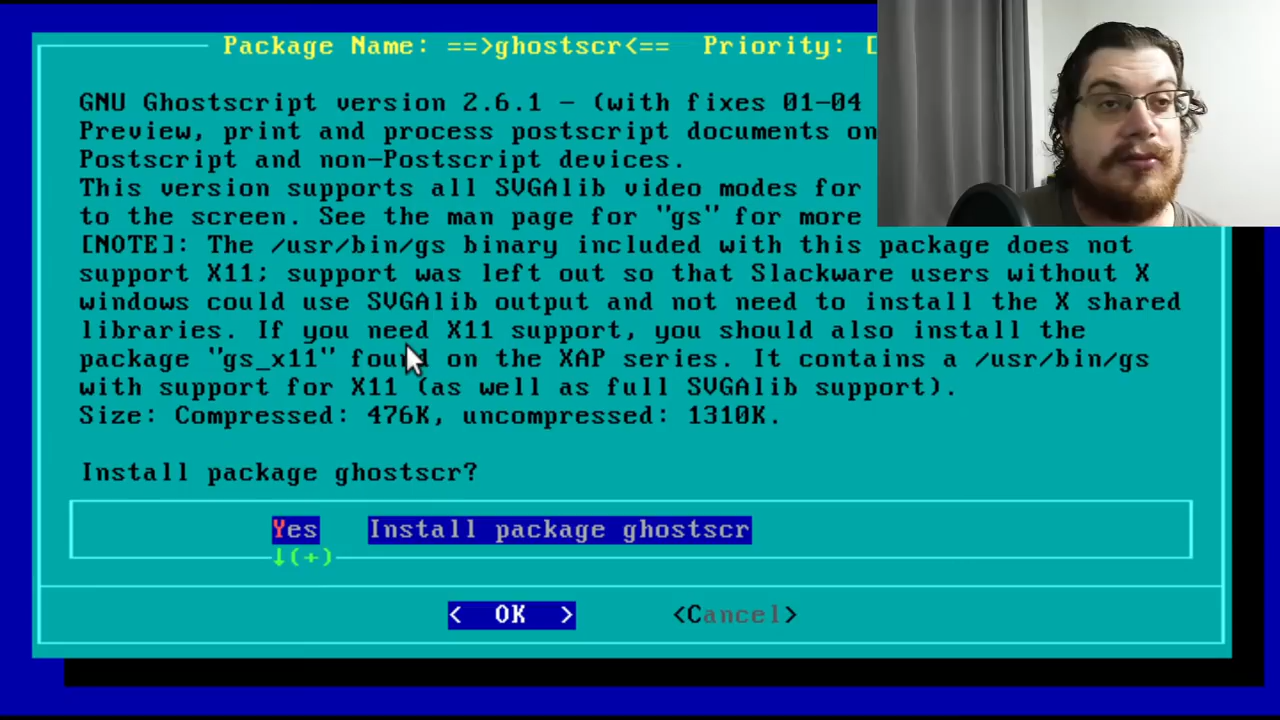 Package Name: ==>ghostscr<== Priority: [
GNU Ghostscript version 2.6.1 - (with fixes 01-04
Preview, print and process postscript documents on
Postscript and non-Postscript devices.
This version supports all SVGAlib video modes for
to the screen. See the man page for "gs" for more
[NOTE]: The /usr/bin/gs binary included with this package does not
support X11; support was left out so that Slackware users without X
windows could use SVGAlib output and not need to install the X shared
libraries. If you need X11 support, you should also install the
package "gs_x11" found on the XAP series. It contains a /usr/bin/gs
with support for X11 (as well as full SVGAlib support).
Size: Compressed: 476K, uncompressed: 1310K.
Install package ghostscr?
Yes Install package ghostscr
↓(+)
< OK > <Cancel>